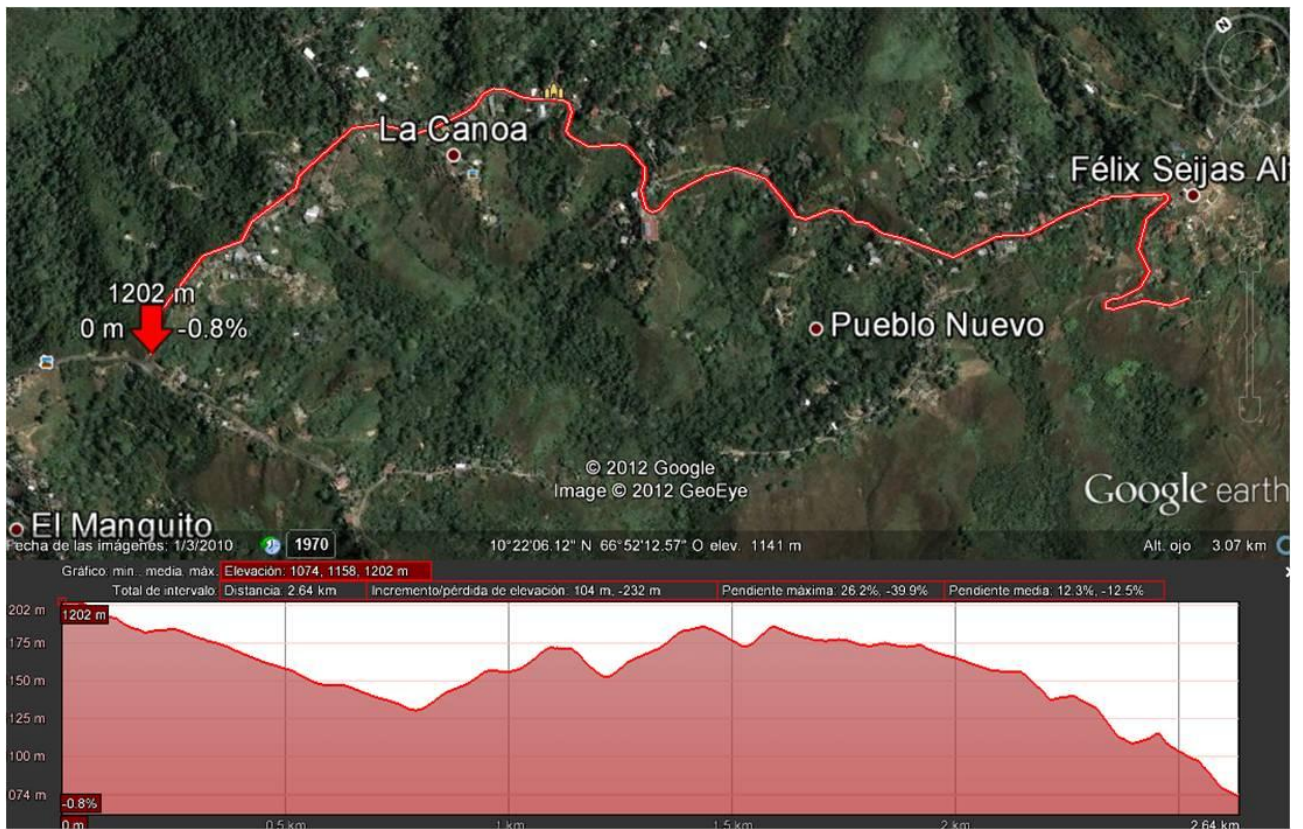 N
La Canoa
Félix Seijas Al
1202 m
0 m -0.8%
Pueblo Nuevo
© 2012 Google
Image © 2012 GeoEye
Google earth
El Manguito
Fecha de las imágenes: 1/3/2010 1970 10°22'06.12" N 66°52'12.57" O elev. 1141 m Alt. ojo 3.07 km
Gráfico: min., media, máx. Elevación: 1074, 1158, 1202 m
Total de intervalo: Distancia: 2.64 km Incremento/pérdida de elevación: 104 m, -232 m Pendiente máxima: 26.2%, -39.9% Pendiente media: 12.3%, -12.5%
202 m
1202 m
175 m
150 m
125 m
100 m
074 m
-0.8%
0 m 0.5 km 1 km 1.5 km 2 km 2.64 km